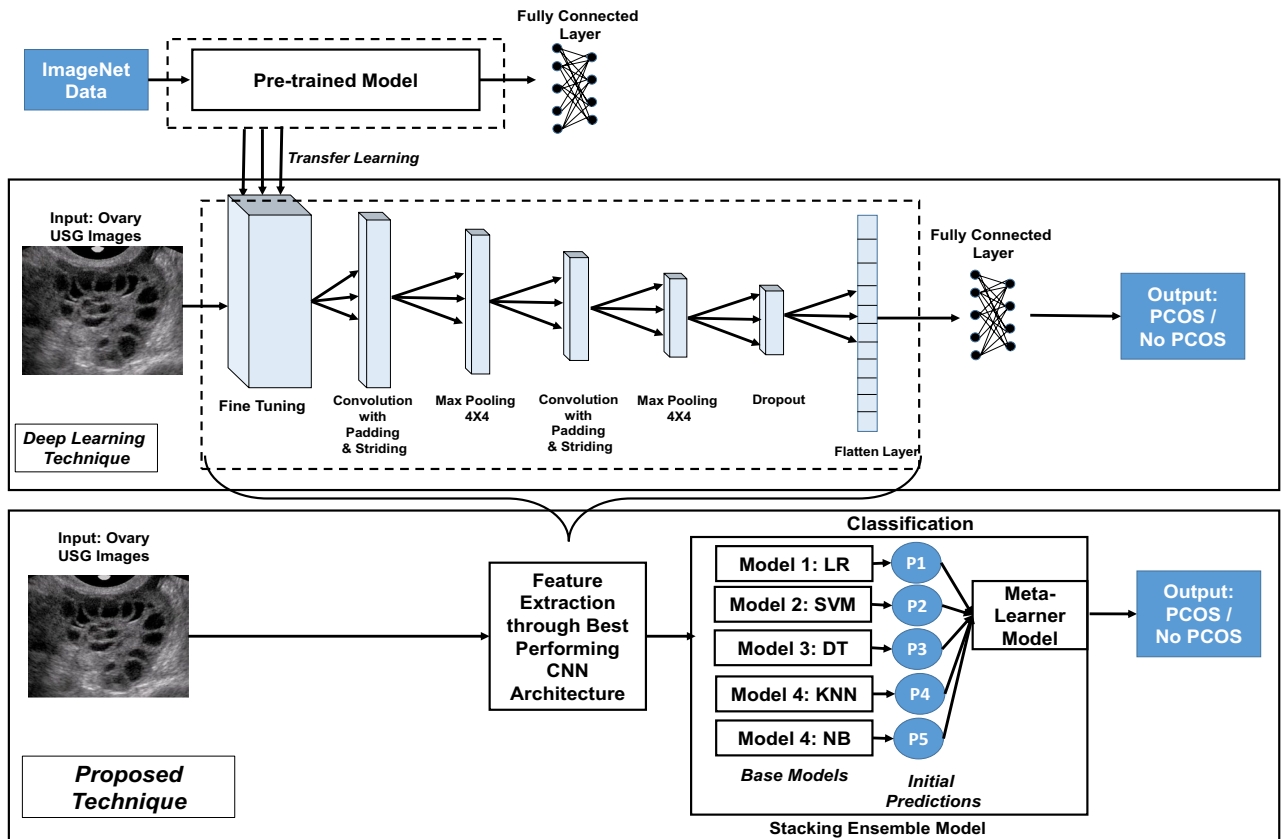 Fully Connected
Layer
ImageNet
Data
Pre-trained Model
Transfer Learning
Input: Ovary
USG Images
Fully Connected
Layer
Output:
PCOS /
No PCOS
Fine Tuning
Convolution
with
Padding
& Striding
Max Pooling
4X4
Convolution
with
Padding
& Striding
Max Pooling
4X4
Dropout
Flatten Layer
Deep Learning
Technique
Input: Ovary
USG Images
Feature
Extraction
through Best
Performing
CNN
Architecture
Classification
Model 1: LR
P1
Model 2: SVM
P2
Model 3: DT
P3
Model 4: KNN
P4
Model 4: NB
P5
Meta-
Learner
Model
Output:
PCOS /
No PCOS
Base Models
Initial
Predictions
Stacking Ensemble Model
Proposed
Technique